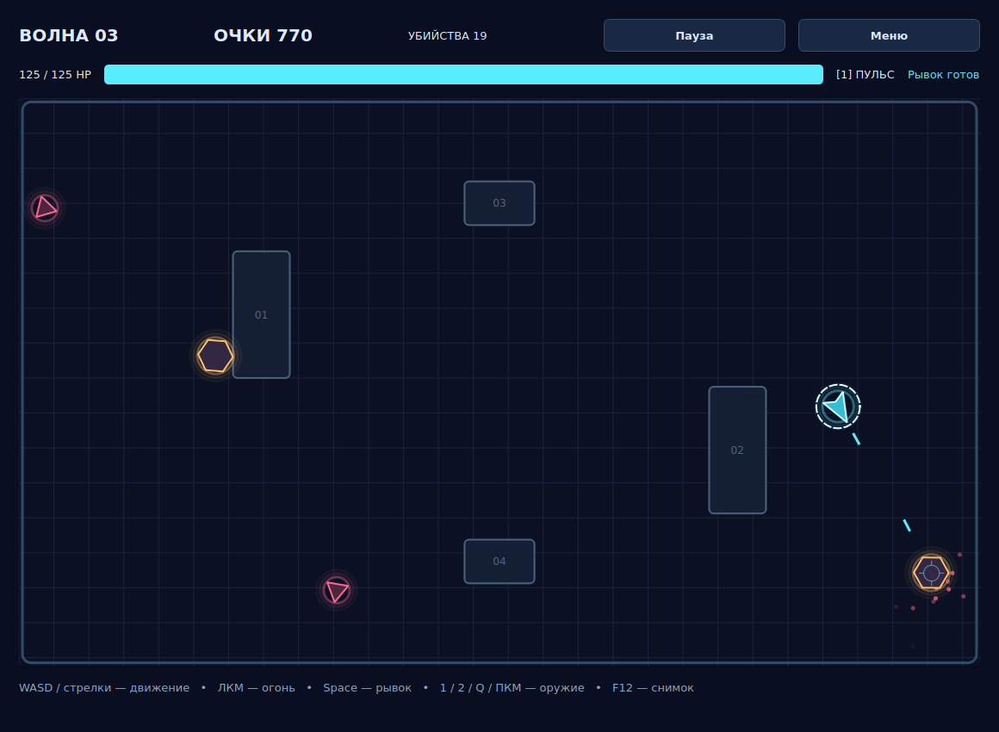 ВОЛНА 03 ОЧКИ 770 УБИЙСТВА 19 Пауза Меню
125 / 125 HP [1] ПУЛЬС Рывок готов
03
01
02
04
WASD / стрелки — движение • ЛКМ — огонь • Space — рывок • 1 / 2 / Q / ПКМ — оружие • F12 — снимок